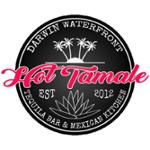 DARWIN WATERFRONT
Hot Tamale
EST 2012
TEQUILA BAR & MEXICAN KITCHEN